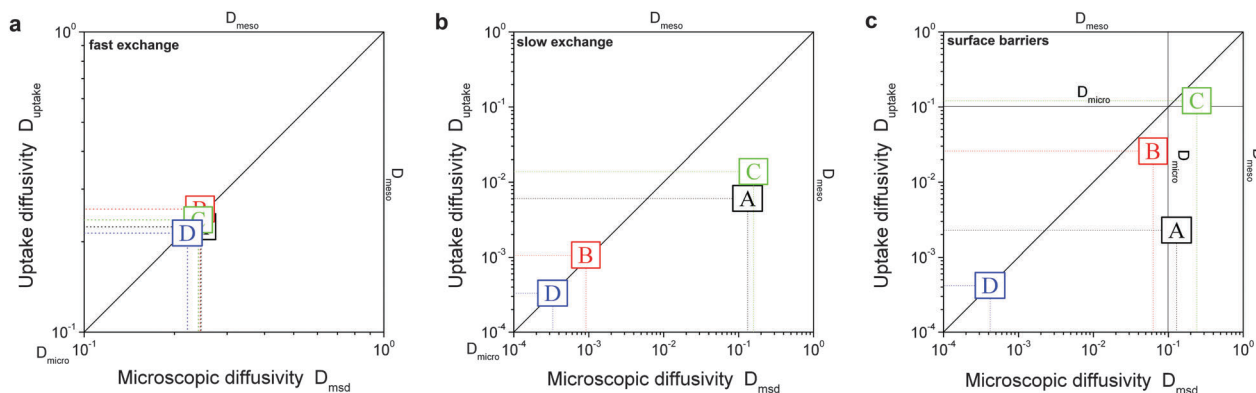 a
D_meso
10^0
fast exchange
Uptake diffusivity D_uptake
D_meso
B
C
D
10^-1
D_micro
10^-1
10^0
Microscopic diffusivity D_msd
b
D_meso
10^0
slow exchange
10^-1
Uptake diffusivity D_uptake
D_meso
10^-2
C
A
10^-3
B
D
10^-4
D_micro
10^-4
10^-3
10^-2
10^-1
10^0
Microscopic diffusivity D_msd
c
D_meso
10^0
surface barriers
10^-1
D_micro
C
Uptake diffusivity D_uptake
B
D_micro
D_meso
10^-2
A
10^-3
D
10^-4
10^-4
10^-3
10^-2
10^-1
10^0
Microscopic diffusivity D_msd